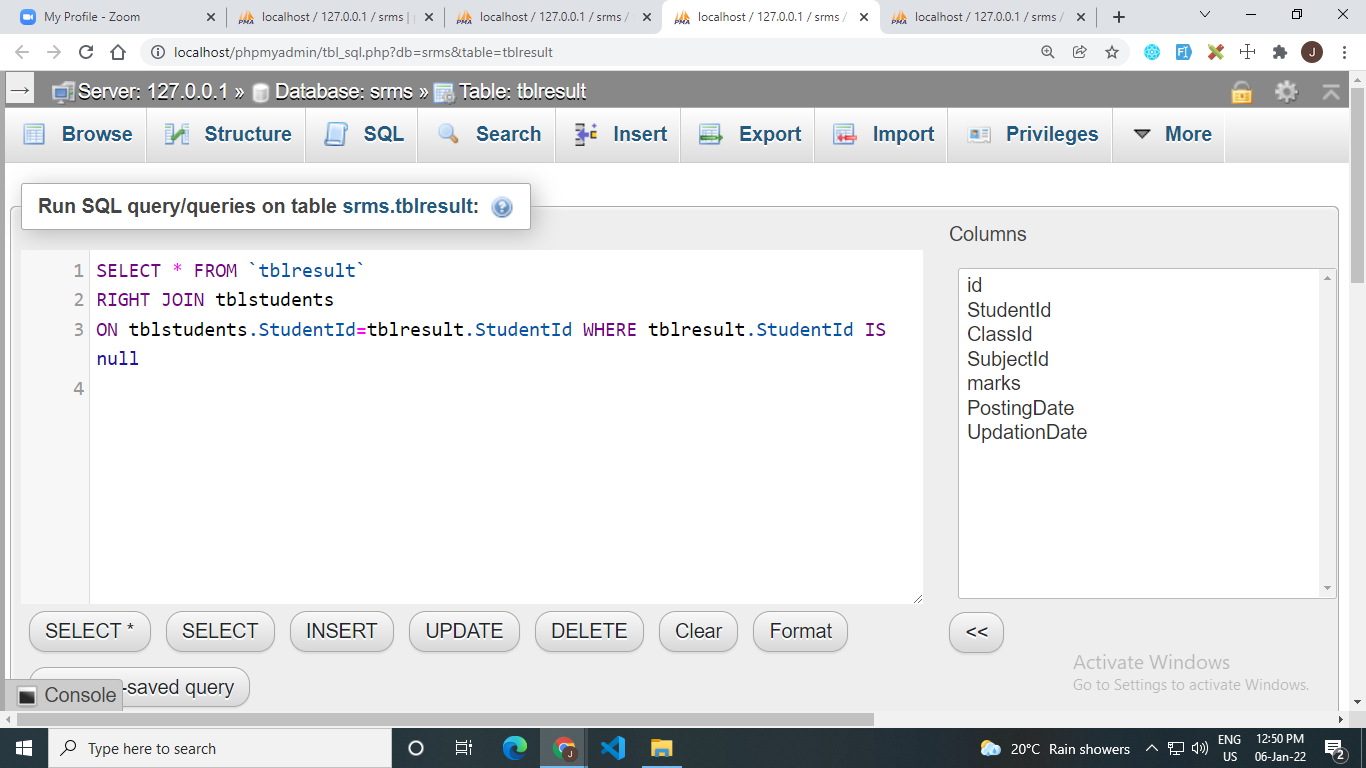 My Profile - Zoom
localhost / 127.0.0.1 / srms |
localhost / 127.0.0.1 / srms /
localhost / 127.0.0.1 / srms /
localhost / 127.0.0.1 / srms /
localhost/phpmyadmin/tbl_sql.php?db=srms&table=tblresult
J
Server: 127.0.0.1 » Database: srms » Table: tblresult
Browse Structure SQL Search Insert Export Import Privileges More
Run SQL query/queries on table srms.tblresult:
Columns
1 SELECT * FROM `tblresult`
2 RIGHT JOIN tblstudents
3 ON tblstudents.StudentId=tblresult.StudentId WHERE tblresult.StudentId IS
null
4
id
StudentId
ClassId
SubjectId
marks
PostingDate
UpdationDate
SELECT * SELECT INSERT UPDATE DELETE Clear Format <<
-saved query
Console
Activate Windows
Go to Settings to activate Windows.
Type here to search
20°C Rain showers
ENG
US
12:50 PM
06-Jan-22
2